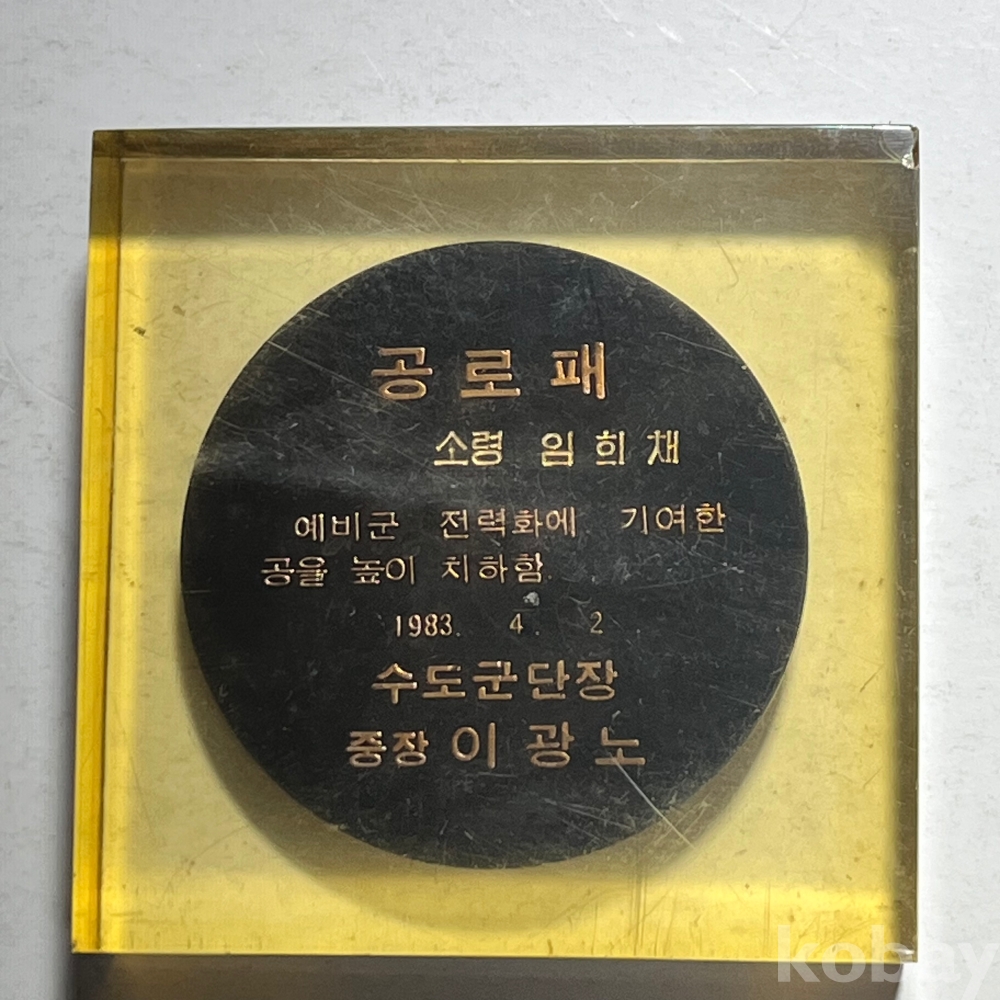 공로패
소령 임희채
예비군 전력화에 기여한
공을 높이 치하함.
1983. 4. 2
수도군단장
중장 이광노
kobay